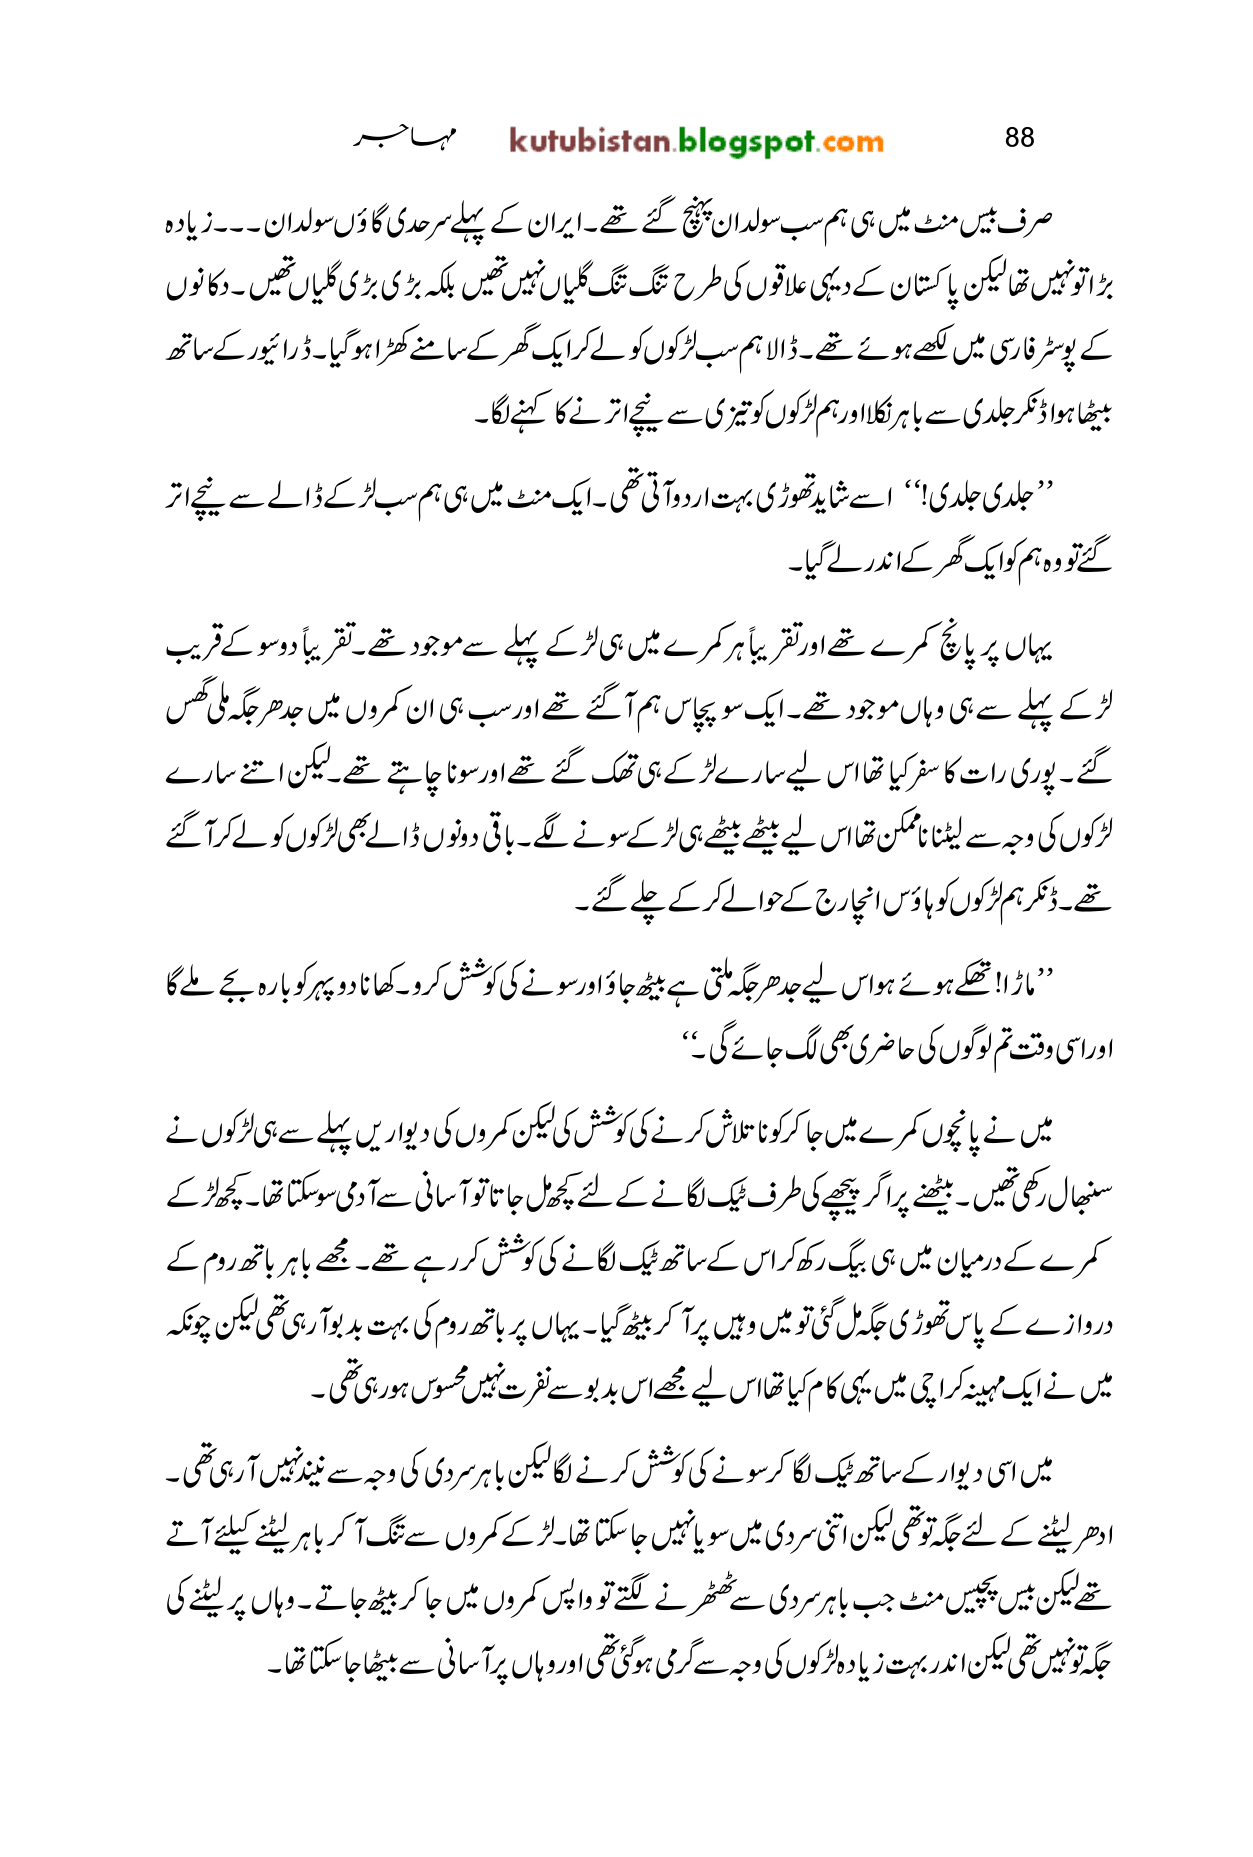 88 kutubistan.blogspot.com مہاجر
صرف بیس منٹ میں ہی ہم سب سولدان پہنچ گئے تھے۔ ایران کے پہلے سرحدی گاؤں سولدان ۔۔۔ زیادہ
بڑا تو نہیں تھا لیکن پاکستان کے دیہی علاقوں کی طرح تنگ تنگ گلیاں نہیں تھیں بلکہ بڑی بڑی گلیاں تھیں۔ دکانوں
کے پوسٹر فارسی میں لکھے ہوئے تھے۔ ڈالا ہم سب لڑکوں کو لے کر ایک گھر کے سامنے کھڑا ہو گیا۔ ڈرائیور کے ساتھ
بیٹھا ہوا ڈنکر جلدی سے باہر نکلا اور ہم لڑکوں کو تیزی سے نیچے اترنے کا کہنے لگا۔
’’جلدی جلدی!‘‘ اسے شاید تھوڑی بہت اردو آتی تھی۔ ایک منٹ میں ہی ہم سب لڑکے ڈالے سے نیچے اتر
گئے تو وہ ہم کو ایک گھر کے اندر لے گیا۔
یہاں پر پانچ کمرے تھے اور تقریباً ہر کمرے میں ہی لڑکے پہلے سے موجود تھے۔ تقریباً دو سو کے قریب
لڑکے پہلے سے ہی وہاں موجود تھے۔ ایک سو پچاس ہم آ گئے تھے اور سب ہی ان کمروں میں جدھر جگہ ملی گھس
گئے۔ پوری رات کا سفر کیا تھا اس لیے سارے لڑکے ہی تھک گئے تھے اور سونا چاہتے تھے۔ لیکن اتنے سارے
لڑکوں کی وجہ سے لیٹنا ناممکن تھا اس لیے بیٹھے بیٹھے ہی لڑکے سونے لگے۔ باقی دونوں ڈالے بھی لڑکوں کو لے کر آ گئے
تھے۔ ڈنکر ہم لڑکوں کو ہاؤس انچارج کے حوالے کر کے چلے گئے۔
’’ماڑا! تھکے ہوئے ہو اس لیے جدھر جگہ ملتی ہے بیٹھ جاؤ اور سونے کی کوشش کرو۔ کھانا دوپہر کو بارہ بجے ملے گا
اور اسی وقت تم لوگوں کی حاضری بھی لگ جائے گی۔‘‘
میں نے پانچوں کمرے میں جا کر کونا تلاش کرنے کی کوشش کی لیکن کمروں کی دیواریں پہلے سے ہی لڑکوں نے
سنبھال رکھی تھیں۔ بیٹھنے پر اگر پیچھے کی طرف ٹیک لگانے کے لئے کچھ مل جاتا تو آسانی سے آدمی سو سکتا تھا۔ کچھ لڑکے
کمرے کے درمیان میں ہی بیگ رکھ کر اس کے ساتھ ٹیک لگانے کی کوشش کر رہے تھے۔ مجھے باہر باتھ روم کے
دروازے کے پاس تھوڑی جگہ مل گئی تو میں وہیں پر آ کر بیٹھ گیا۔ یہاں پر باتھ روم کی بہت بدبو آ رہی تھی لیکن چونکہ
میں نے ایک مہینہ کراچی میں یہی کام کیا تھا اس لیے مجھے اس بدبو سے نفرت نہیں محسوس ہو رہی تھی۔
میں اسی دیوار کے ساتھ ٹیک لگا کر سونے کی کوشش کرنے لگا لیکن باہر سردی کی وجہ سے نیند نہیں آ رہی تھی۔
ادھر لیٹنے کے لئے جگہ تو تھی لیکن اتنی سردی میں سویا نہیں جا سکتا تھا۔ لڑکے کمروں سے تنگ آ کر باہر لیٹنے کیلئے آتے
تھے لیکن بیس پچیس منٹ جب باہر سردی سے ٹھٹھرنے لگتے تو واپس کمروں میں جا کر بیٹھ جاتے۔ وہاں پر لیٹنے کی
جگہ تو نہیں تھی لیکن اندر بہت زیادہ لڑکوں کی وجہ سے گرمی ہو گئی تھی اور وہاں پر آسانی سے بیٹھا جا سکتا تھا۔